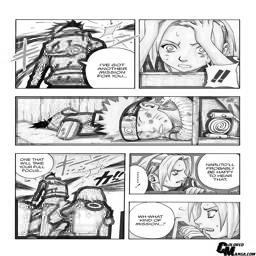 I'VE GOT
ANOTHER
MISSION
FOR YOU...
!!
ONE THAT
WILL TAKE
YOUR FULL
FOCUS...
NARUTO'LL
PROBABLY
BE HAPPY
TO HEAR
THAT.
WH-WHAT
KIND OF
MISSION...?
COLORED
MANGA.COM